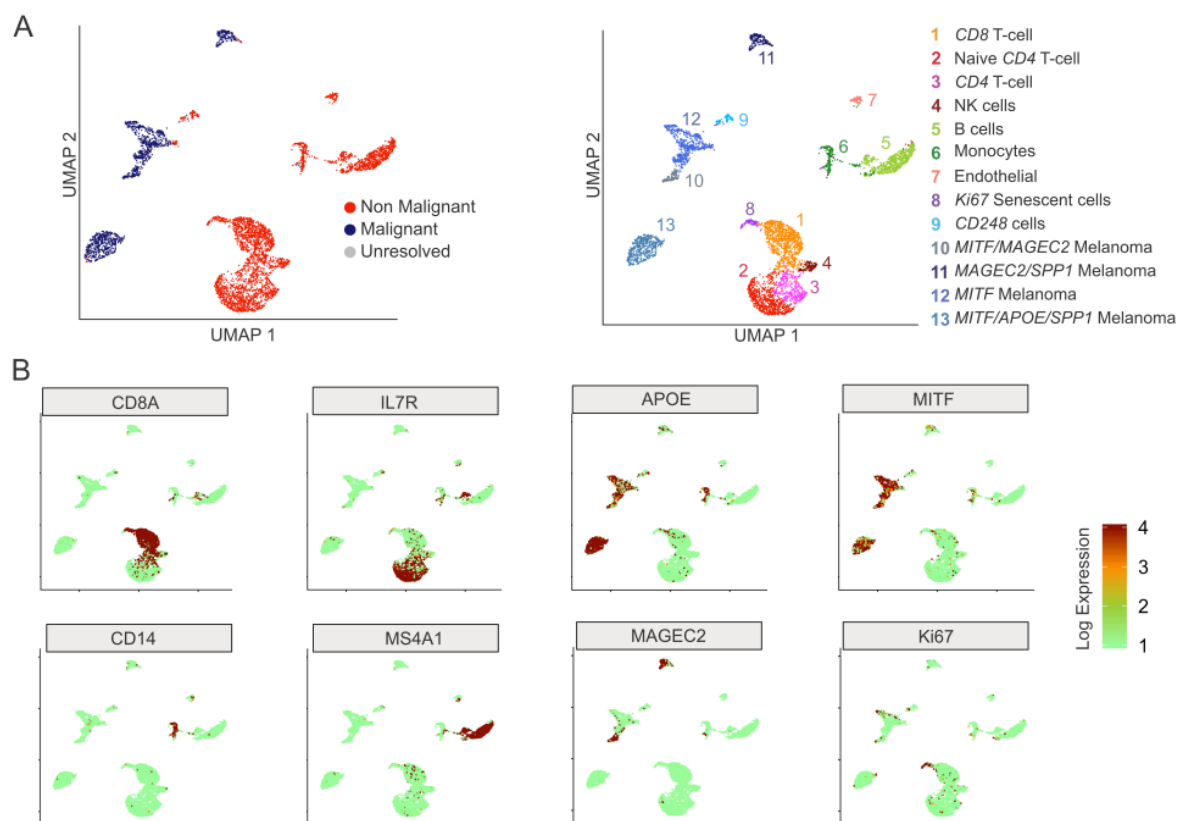 A
UMAP 2
UMAP 1
Non Malignant
Malignant
Unresolved
UMAP 2
UMAP 1
11
7
12
9
10
6
5
13
8
1
4
2
3
1 CD8 T-cell
2 Naive CD4 T-cell
3 CD4 T-cell
4 NK cells
5 B cells
6 Monocytes
7 Endothelial
8 Ki67 Senescent cells
9 CD248 cells
10 MITF/MAGEC2 Melanoma
11 MAGEC2/SPP1 Melanoma
12 MITF Melanoma
13 MITF/APOE/SPP1 Melanoma
B
CD8A
IL7R
APOE
MITF
CD14
MS4A1
MAGEC2
Ki67
Log Expression
4
3
2
1